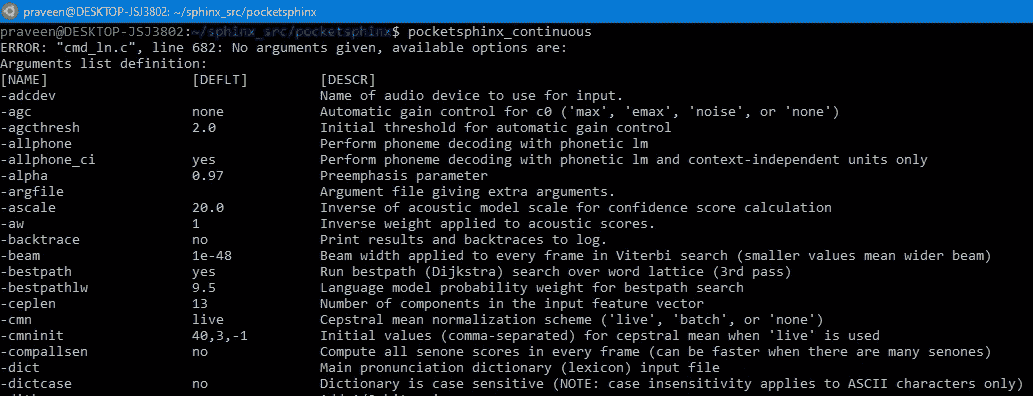 praveen@DESKTOP-JSJ3802: ~/sphinx_src/pocketsphinx
praveen@DESKTOP-JSJ3802:~/sphinx_src/pocketsphinx$ pocketsphinx_continuous
ERROR: "cmd_ln.c", line 682: No arguments given, available options are:
Arguments list definition:
[NAME] [DEFLT] [DESCR]
-adcdev Name of audio device to use for input.
-agc none Automatic gain control for c0 ('max', 'emax', 'noise', or 'none')
-agcthresh 2.0 Initial threshold for automatic gain control
-allphone Perform phoneme decoding with phonetic lm
-allphone_ci yes Perform phoneme decoding with phonetic lm and context-independent units only
-alpha 0.97 Preemphasis parameter
-argfile Argument file giving extra arguments.
-ascale 20.0 Inverse of acoustic model scale for confidence score calculation
-aw 1 Inverse weight applied to acoustic scores.
-backtrace no Print results and backtraces to log.
-beam 1e-48 Beam width applied to every frame in Viterbi search (smaller values mean wider beam)
-bestpath yes Run bestpath (Dijkstra) search over word lattice (3rd pass)
-bestpathlw 9.5 Language model probability weight for bestpath search
-ceplen 13 Number of components in the input feature vector
-cmn live Cepstral mean normalization scheme ('live', 'batch', or 'none')
-cmninit 40,3,-1 Initial values (comma-separated) for cepstral mean when 'live' is used
-compallsen no Compute all senone scores in every frame (can be faster when there are many senones)
-dict Main pronunciation dictionary (lexicon) input file
-dictcase no Dictionary is case sensitive (NOTE: case insensitivity applies to ASCII characters only)